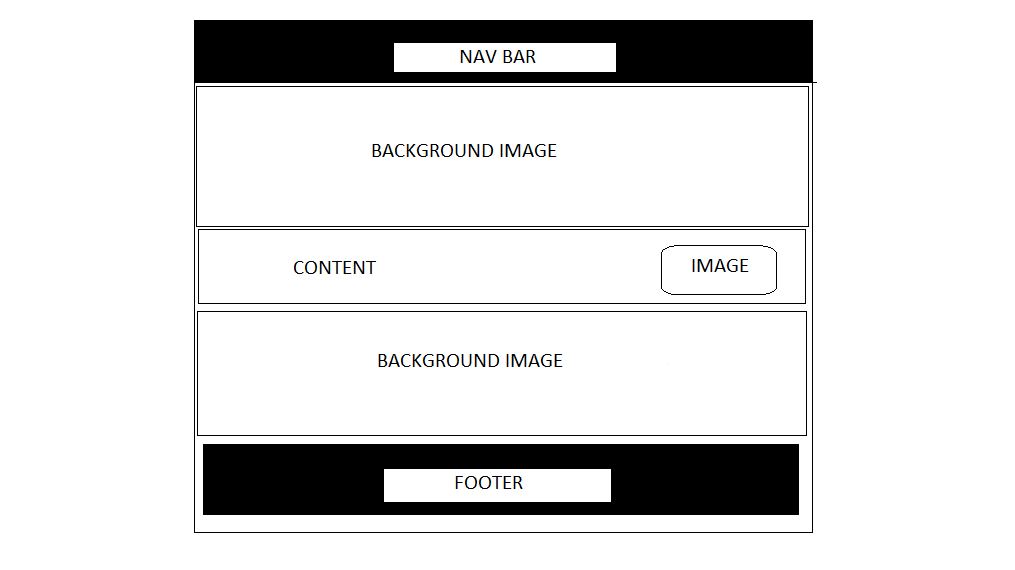 NAV BAR
BACKGROUND IMAGE
CONTENT
IMAGE
BACKGROUND IMAGE
FOOTER